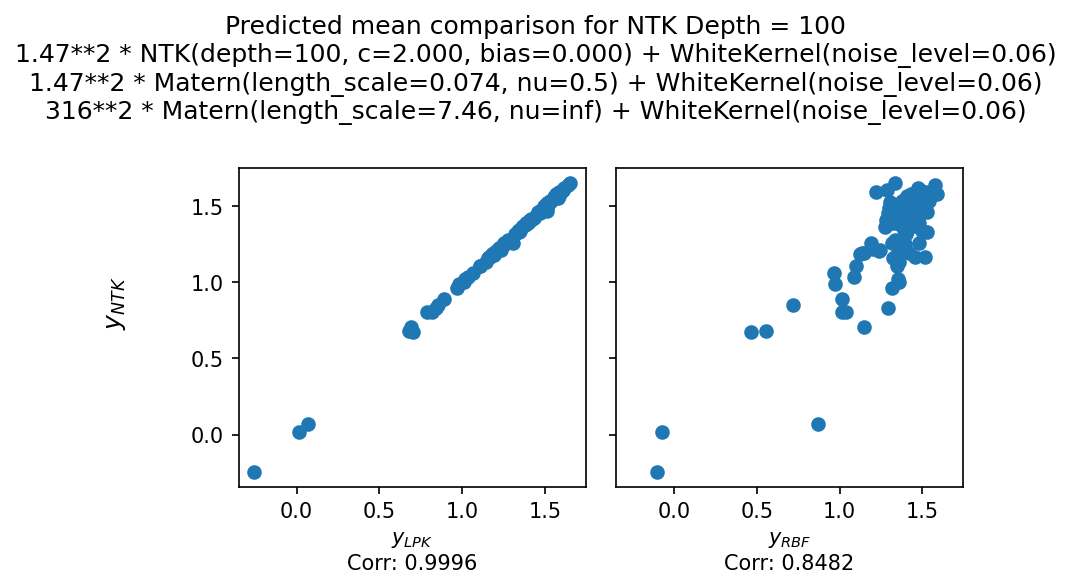 Predicted mean comparison for NTK Depth = 100
1.47**2 * NTK(depth=100, c=2.000, bias=0.000) + WhiteKernel(noise_level=0.06)
1.47**2 * Matern(length_scale=0.074, nu=0.5) + WhiteKernel(noise_level=0.06)
316**2 * Matern(length_scale=7.46, nu=inf) + WhiteKernel(noise_level=0.06)
y_NTK
1.5
1.0
0.5
0.0
0.0 0.5 1.0 1.5
y_LPK
Corr: 0.9996
0.0 0.5 1.0 1.5
y_RBF
Corr: 0.8482